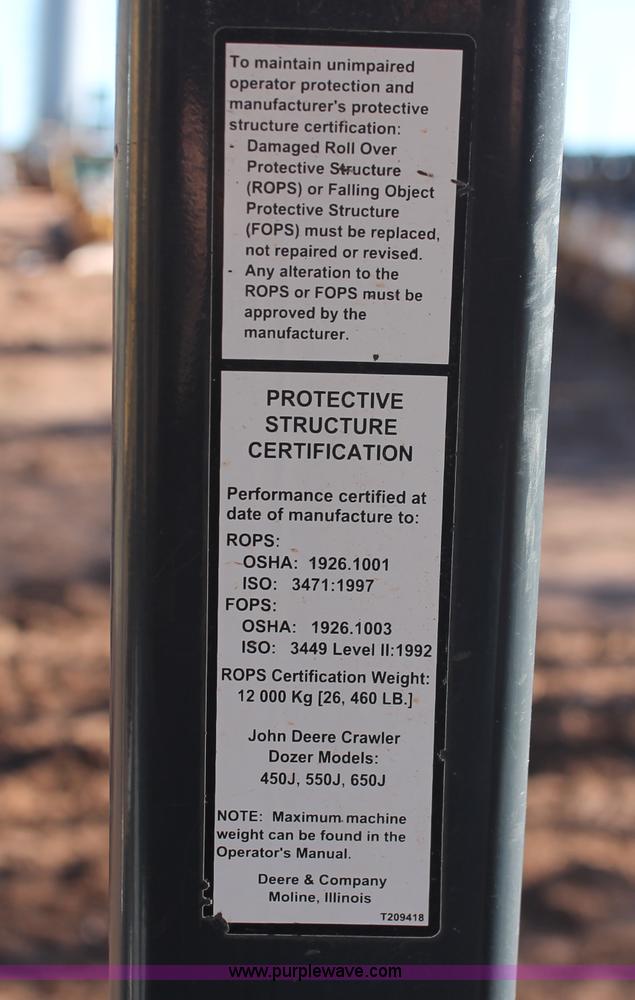 To maintain unimpaired
operator protection and
manufacturer's protective
structure certification:
- Damaged Roll Over
Protective Structure
(ROPS) or Falling Object
Protective Structure
(FOPS) must be replaced,
not repaired or revised.
- Any alteration to the
ROPS or FOPS must be
approved by the
manufacturer.
PROTECTIVE
STRUCTURE
CERTIFICATION
Performance certified at
date of manufacture to:
ROPS:
OSHA: 1926.1001
ISO: 3471:1997
FOPS:
OSHA: 1926.1003
ISO: 3449 Level II:1992
ROPS Certification Weight:
12 000 Kg [26, 460 LB.]
John Deere Crawler
Dozer Models:
450J, 550J, 650J
NOTE: Maximum machine
weight can be found in the
Operator's Manual.
Deere & Company
Moline, Illinois
T209418
www.purplewave.com